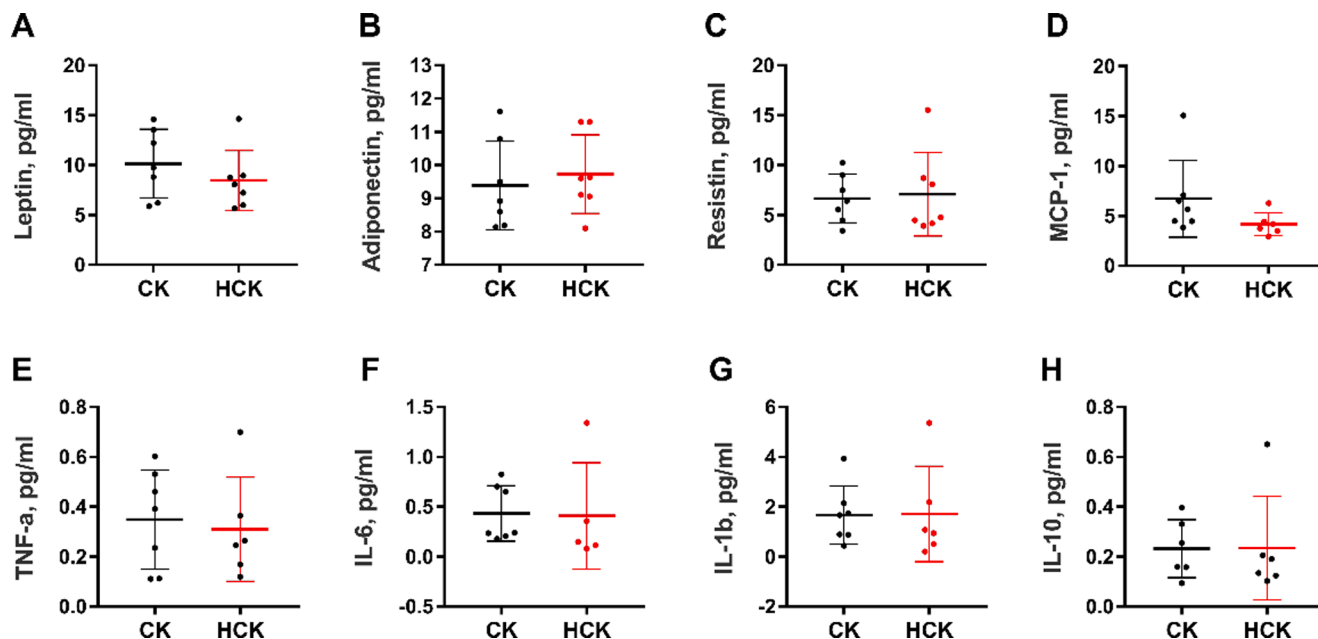 A
Leptin, pg/ml
20
15
10
5
0
CK HCK
B
Adiponectin, pg/ml
13
12
11
10
9
8
7
CK HCK
C
Resistin, pg/ml
20
15
10
5
0
CK HCK
D
MCP-1, pg/ml
20
15
10
5
0
CK HCK
E
TNF-a, pg/ml
0.8
0.6
0.4
0.2
0.0
CK HCK
F
IL-6, pg/ml
1.5
1.0
0.5
0.0
-0.5
CK HCK
G
IL-1b, pg/ml
6
4
2
0
-2
CK HCK
H
IL-10, pg/ml
0.8
0.6
0.4
0.2
0.0
CK HCK